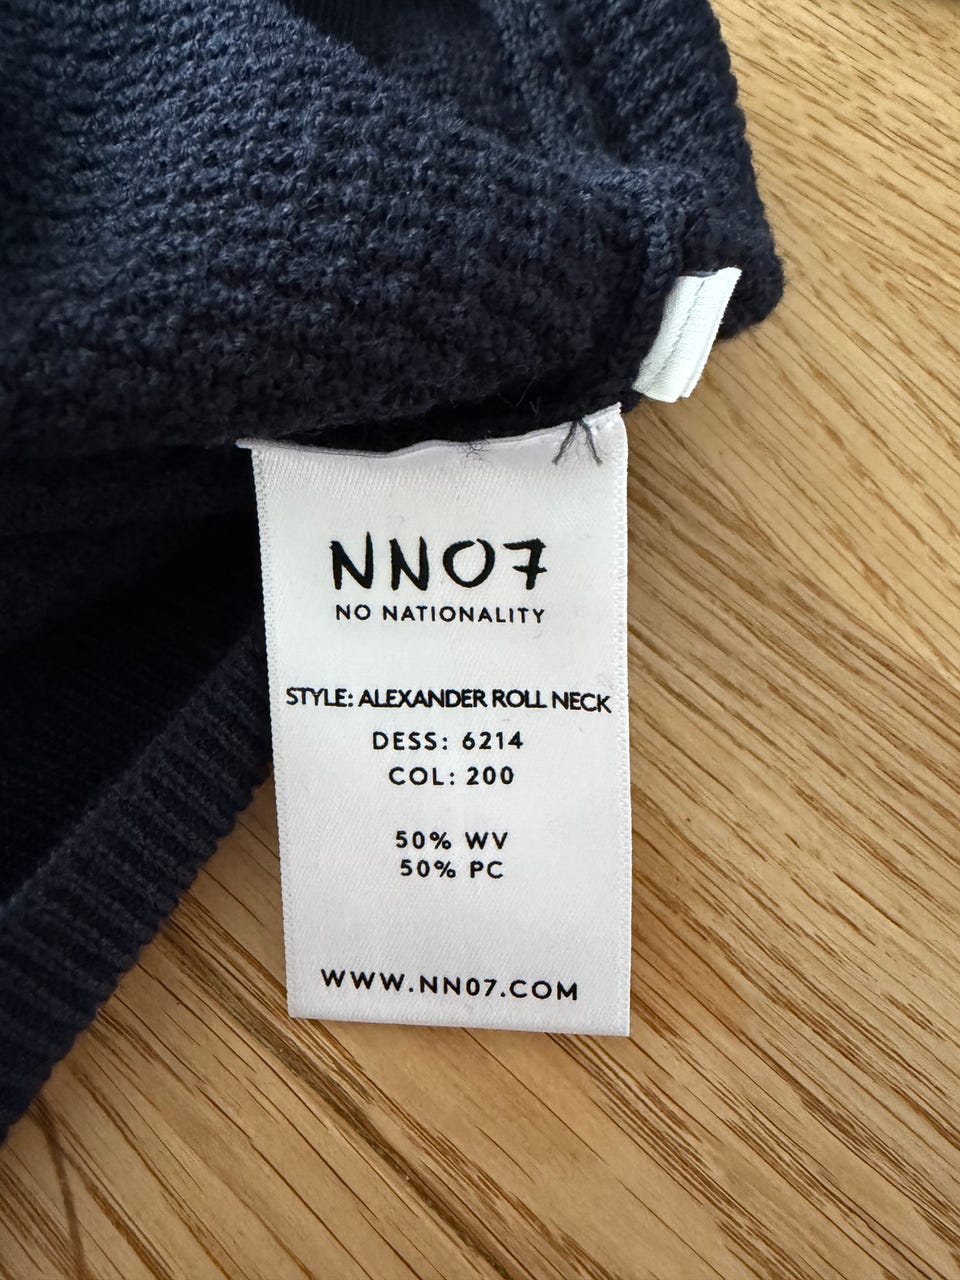 NN07
NO NATIONALITY
STYLE: ALEXANDER ROLL NECK
DESS: 6214
COL: 200
50% WV
50% PC
WWW.NN07.COM